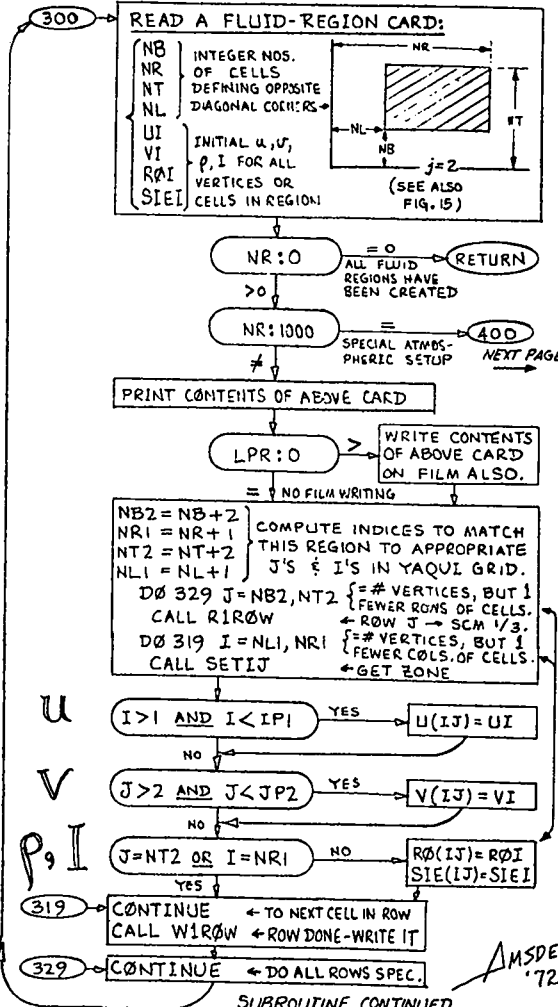 300
READ A FLUID-REGION CARD:
NB
NR
NT
NL
INTEGER NOS.
OF CELLS
DEFINING OPPOSITE
DIAGONAL CORNERS
UI
VI
RØI
SIEI
INITIAL u, v,
ρ, I FOR ALL
VERTICES OR
CELLS IN REGION
NR
NT
NL
NB
j=2
(SEE ALSO
FIG. 15)
NR:0
= 0
ALL FLUID
REGIONS HAVE
BEEN CREATED
RETURN
>0
NR:1000
=
SPECIAL ATMOS-
PHERIC SETUP
400
NEXT PAGE
≠
PRINT CONTENTS OF ABOVE CARD
LPR:0
>
WRITE CONTENTS
OF ABOVE CARD
ON FILM ALSO.
= NO FILM WRITING
NB2 = NB+2
NR1 = NR+1
NT2 = NT+2
NL1 = NL+1
COMPUTE INDICES TO MATCH
THIS REGION TO APPROPRIATE
J'S & I'S IN YAQUI GRID.
DØ 329 J=NB2,NT2 {=# VERTICES, BUT 1
FEWER ROWS OF CELLS.
CALL R1RØW ← RØW J → SCM 1/3.
DØ 319 I=NL1,NR1 {=# VERTICES, BUT 1
FEWER COLS. OF CELLS.
CALL SETIJ ← GET ZONE
u
I>1 AND I<IP1
YES
U(IJ)=UI
NO
V
J>2 AND J<JP2
YES
V(IJ)=VI
NO
ρ, I
J=NT2 OR I=NR1
NO
RØ(IJ)=RØI
SIE(IJ)=SIEI
YES
319
CØNTINUE ← TO NEXT CELL IN ROW
CALL W1RØW ← ROW DONE-WRITE IT
329
CØNTINUE ← DO ALL ROWS SPEC.
AMSDE
'72
SUBROUTINE CONTINUED